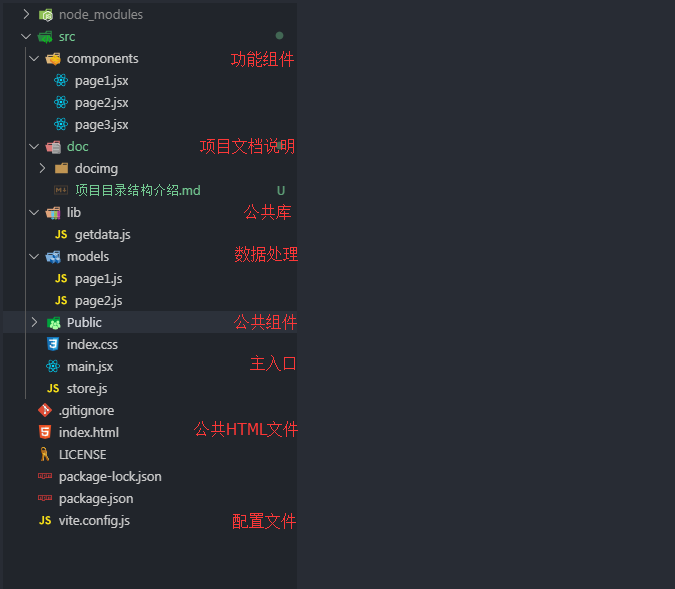 node_modules
src
components 功能组件
page1.jsx
page2.jsx
page3.jsx
doc 项目文档说明
docimg
M↓ 项目目录结构介绍.md U
lib 公共库
JS getdata.js
models 数据处理
JS page1.js
JS page2.js
Public 公共组件
index.css
main.jsx 主入口
JS store.js
.gitignore
index.html 公共HTML文件
LICENSE
package-lock.json
package.json
JS vite.config.js 配置文件